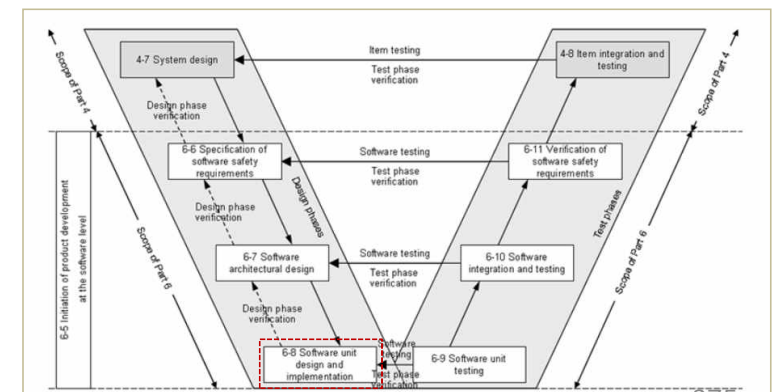 Item testing
4-7 System design
4-8 Item integration and
testing
Test phase
verification
Scope of Part 4
Scope of Part 4
Design phase
verification
6-6 Specification of
software safety
requirements
Software testing
6-11 Verification of
software safety
requirements
Test phase
verification
Design phase
verification
Design phases
Test phases
6-5 Initiation of product development
at the software level
Scope of Part 6
Scope of Part 6
6-7 Software
architectural design
Software testing
6-10 Software
integration and testing
Test phase
verification
Design phase
verification
6-8 Software unit
design and
implementation
Software
testing
6-9 Software unit
testing
Test phase
verification